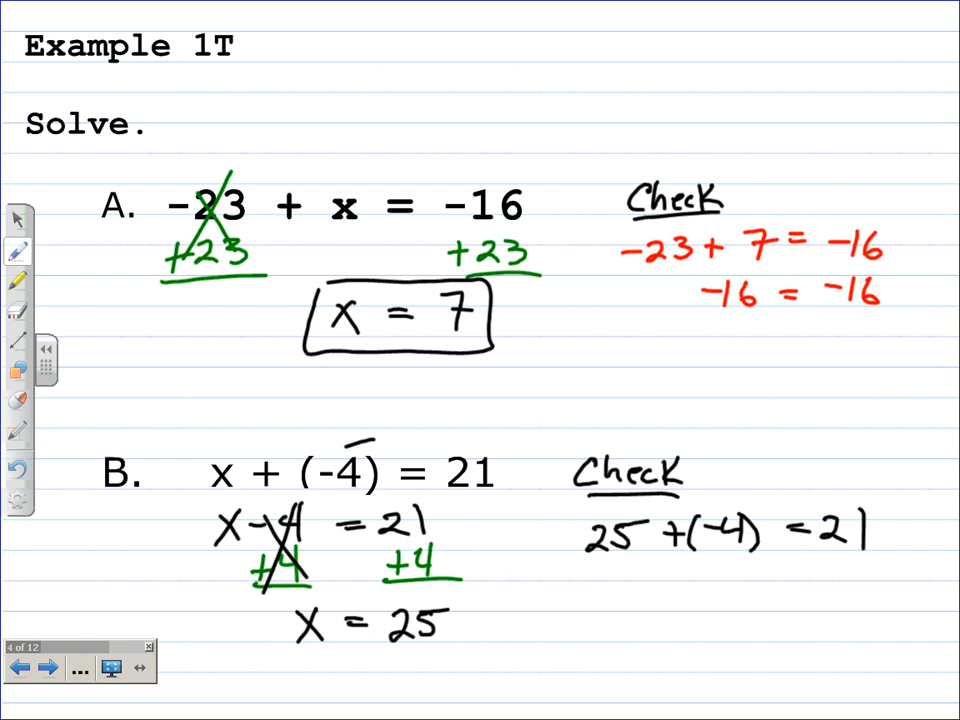 Example 1T
Solve.
A. -23 + x = -16
+23 +23
x = 7
Check
-23 + 7 = -16
-16 = -16
B. x + (-4) = 21
x - 4 = 21
+4 +4
x = 25
Check
25 + (-4) = 21
4 of 12
...